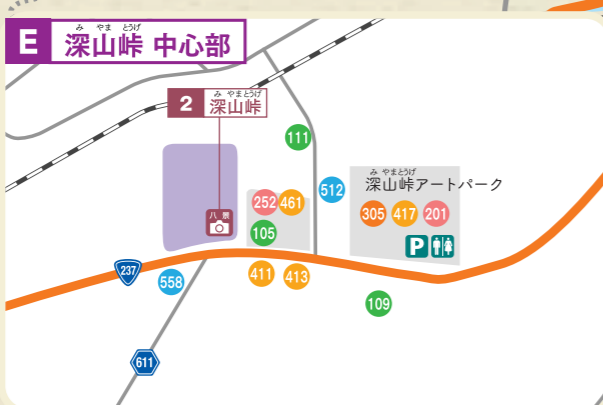 み やま とうげ
E 深山峠 中心部
み やまとうげ
2 深山峠
111
512
み やまとうげ
深山峠アートパーク
252 461
305 417 201
八景
105
P
237
558
411 413
109
611